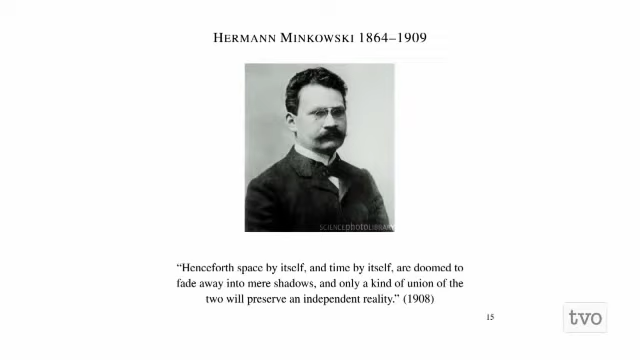 HERMANN MINKOWSKI 1864–1909
SCIENCEPHOTOLIBRARY
“Henceforth space by itself, and time by itself, are doomed to
fade away into mere shadows, and only a kind of union of the
two will preserve an independent reality.” (1908)
15
tvo